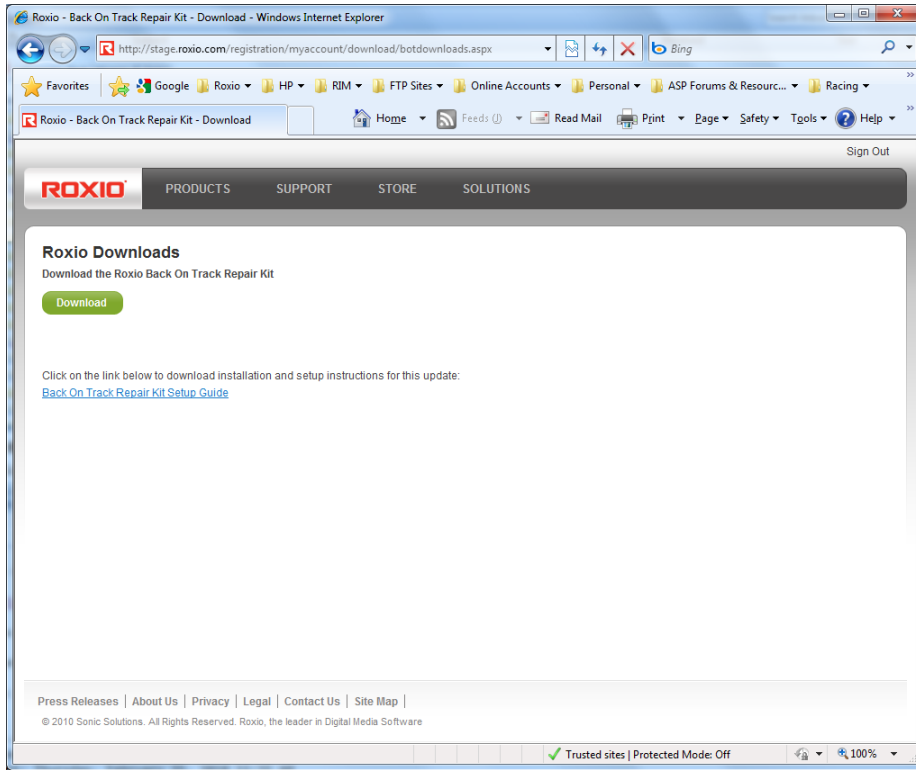 Roxio - Back On Track Repair Kit - Download - Windows Internet Explorer
http://stage.roxio.com/registration/myaccount/download/botdownloads.aspx
Bing
Favorites Google Roxio HP RIM FTP Sites Online Accounts Personal ASP Forums & Resourc... Racing
Roxio - Back On Track Repair Kit - Download Home Feeds (J) Read Mail Print Page Safety Tools Help
Sign Out
ROXIO PRODUCTS SUPPORT STORE SOLUTIONS
Roxio Downloads
Download the Roxio Back On Track Repair Kit
Download
Click on the link below to download installation and setup instructions for this update:
Back On Track Repair Kit Setup Guide
Press Releases | About Us | Privacy | Legal | Contact Us | Site Map |
© 2010 Sonic Solutions. All Rights Reserved. Roxio, the leader in Digital Media Software
Trusted sites | Protected Mode: Off 100%